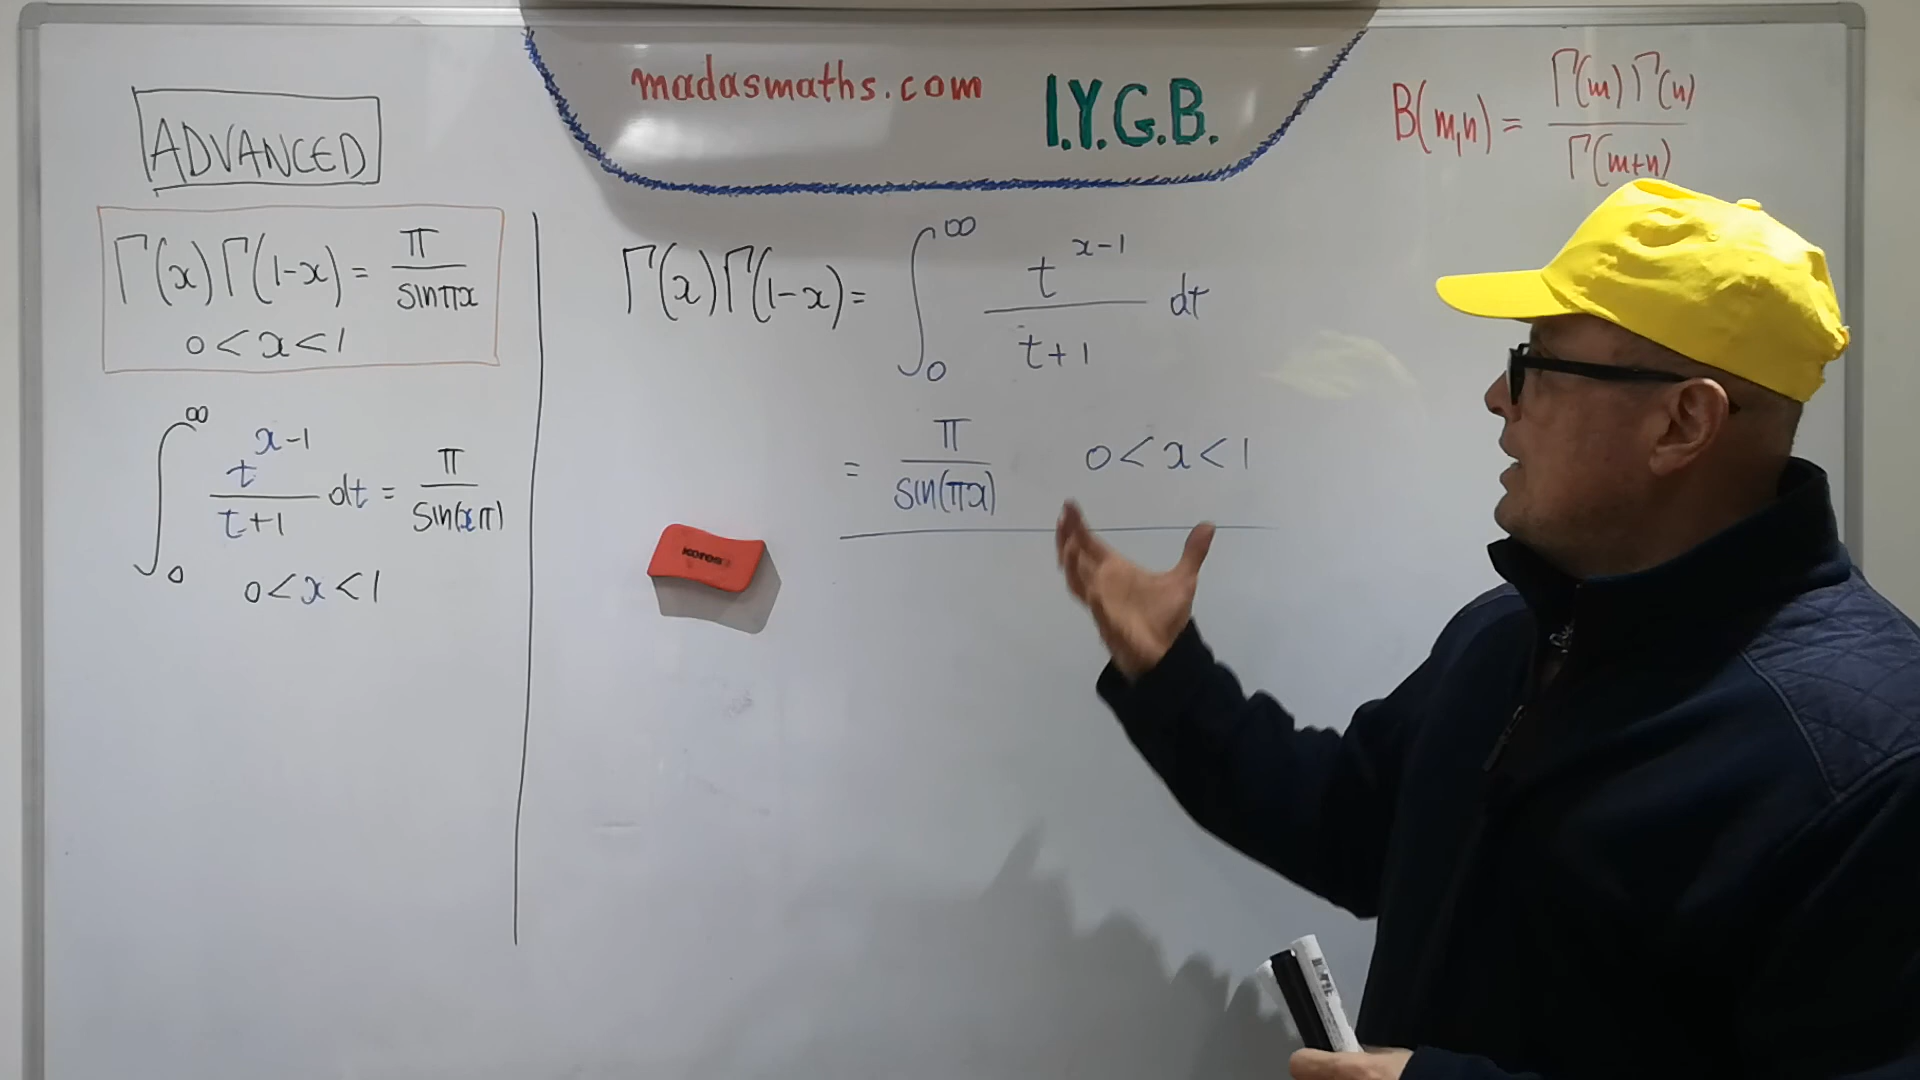 madasmaths.com
I.Y.G.B.
B(m,n) = Γ(m)Γ(n) / Γ(m+n)
ADVANCED
Γ(x)Γ(1-x) = π / sinπx
0<x<1
∫₀^∞ t^(x-1) / (t+1) dt = π / sin(xπ)
0<x<1
Γ(x)Γ(1-x) = ∫₀^∞ t^(x-1) / (t+1) dt
= π / sin(πx) 0<x<1